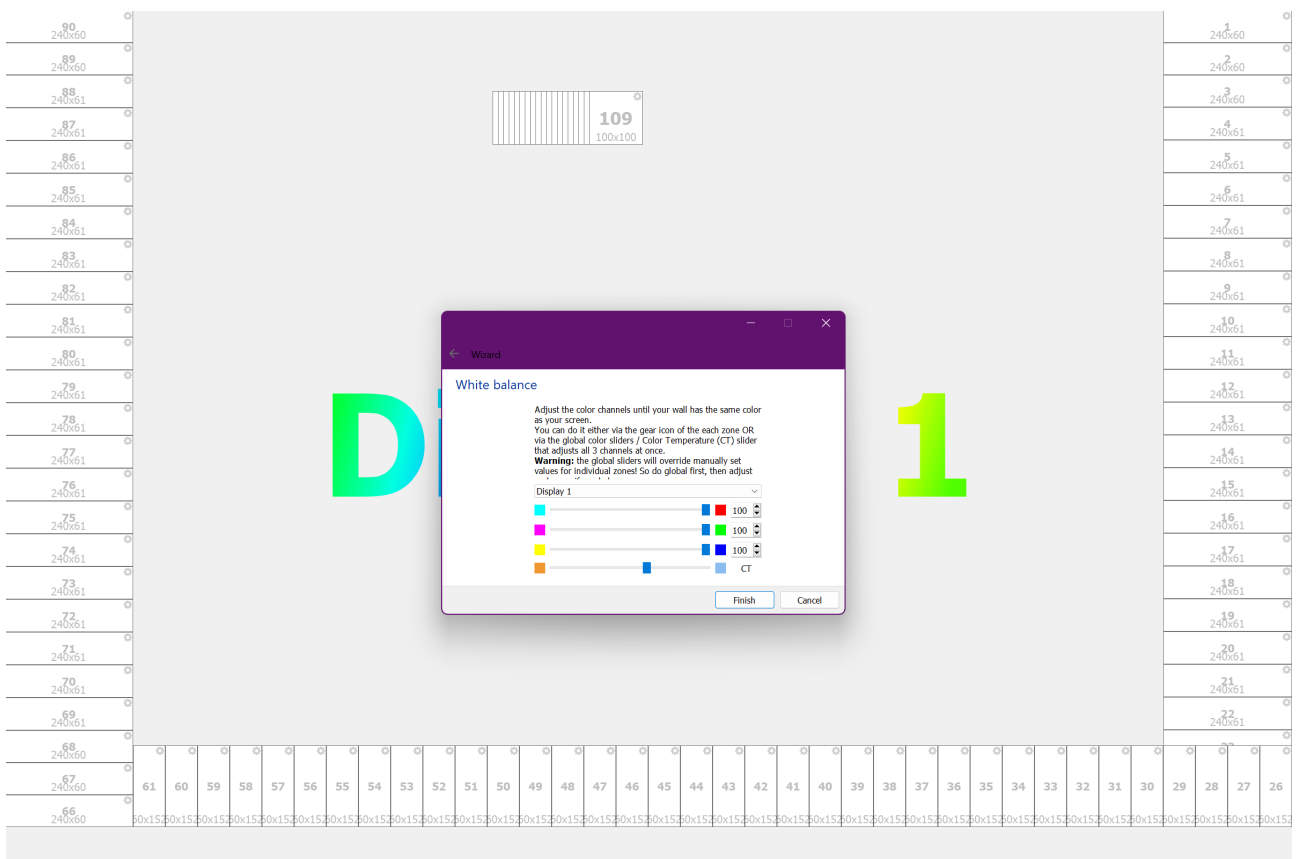 90
240x60
89
240x60
88
240x61
87
240x61
86
240x61
85
240x61
84
240x61
83
240x61
82
240x61
81
240x61
80
240x61
79
240x61
78
240x61
77
240x61
76
240x61
75
240x61
74
240x61
73
240x61
72
240x61
71
240x61
70
240x61
69
240x61
68
240x60
67
240x60
66
240x60
109
100x100
D
1
Wizard
White balance
Adjust the color channels until your wall has the same color
as your screen.
You can do it either via the gear icon of the each zone OR
via the global color sliders / Color Temperature (CT) slider
that adjusts all 3 channels at once.
Warning: the global sliders will override manually set
values for individual zones! So do global first, then adjust
Display 1
100
100
100
CT
Finish
Cancel
1
240x60
2
240x60
3
240x60
4
240x61
5
240x61
6
240x61
7
240x61
8
240x61
9
240x61
10
240x61
11
240x61
12
240x61
13
240x61
14
240x61
15
240x61
16
240x61
17
240x61
18
240x61
19
240x61
20
240x61
21
240x61
22
240x61
61 60 59 58 57 56 55 54 53 52 51 50 49 48 47 46 45 44 43 42 41 40 39 38 37 36 35 34 33 32 31 30 29 28 27 26